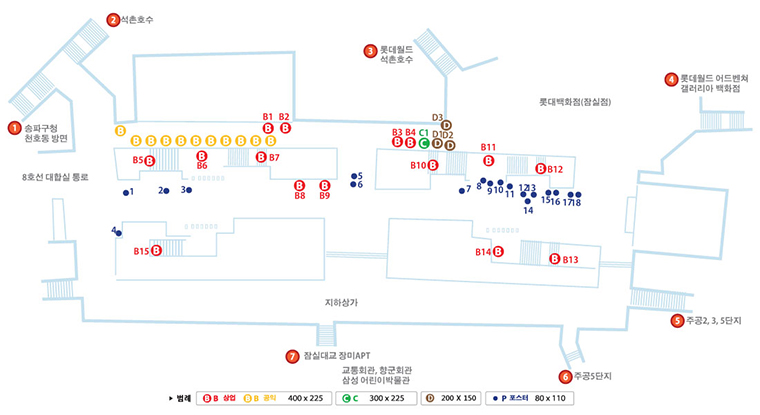 2 석촌호수
3 롯데월드
석촌호수
4 롯데월드 어드벤쳐
갤러리아 백화점
롯데백화점(잠실점)
1 송파구청
천호동 방면
8호선 대합실 통로
B B1 B2
B B B B B B B B B B B
B3 B4 C1 D3 D1 D2
B B C D D D
B5 B B6 B B7 B
B10 B B11 B B12 B
B8 B B9 B
1 2 3 5 6 7 8 9 10 11 12 13 14 15 16 17 18
4
B15 B B14 B B13 B
지하상가
5 주공2, 3, 5단지
7 잠실대교 장미APT
교통회관, 향군회관
삼성 어린이박물관
6 주공5단지
범례 B B 상업 B B 공익 400 x 225 C C 300 x 225 D 200 X 150 P 포스터 80 x 110